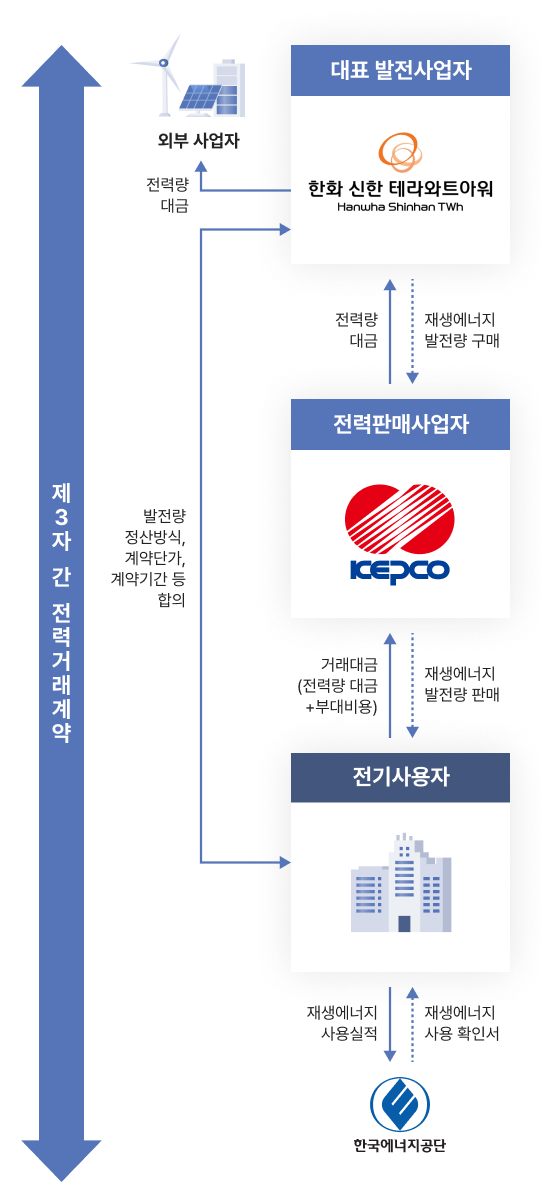 제3자 간 전력거래계약
외부 사업자
대표 발전사업자
한화 신한 테라와트아워
Hanwha Shinhan TWh
전력량
대금
전력량
대금
재생에너지
발전량 구매
전력판매사업자
KEPCO
발전량
정산방식,
계약단가,
계약기간 등
합의
거래대금
(전력량 대금
+부대비용)
재생에너지
발전량 판매
전기사용자
재생에너지
사용실적
재생에너지
사용 확인서
한국에너지공단